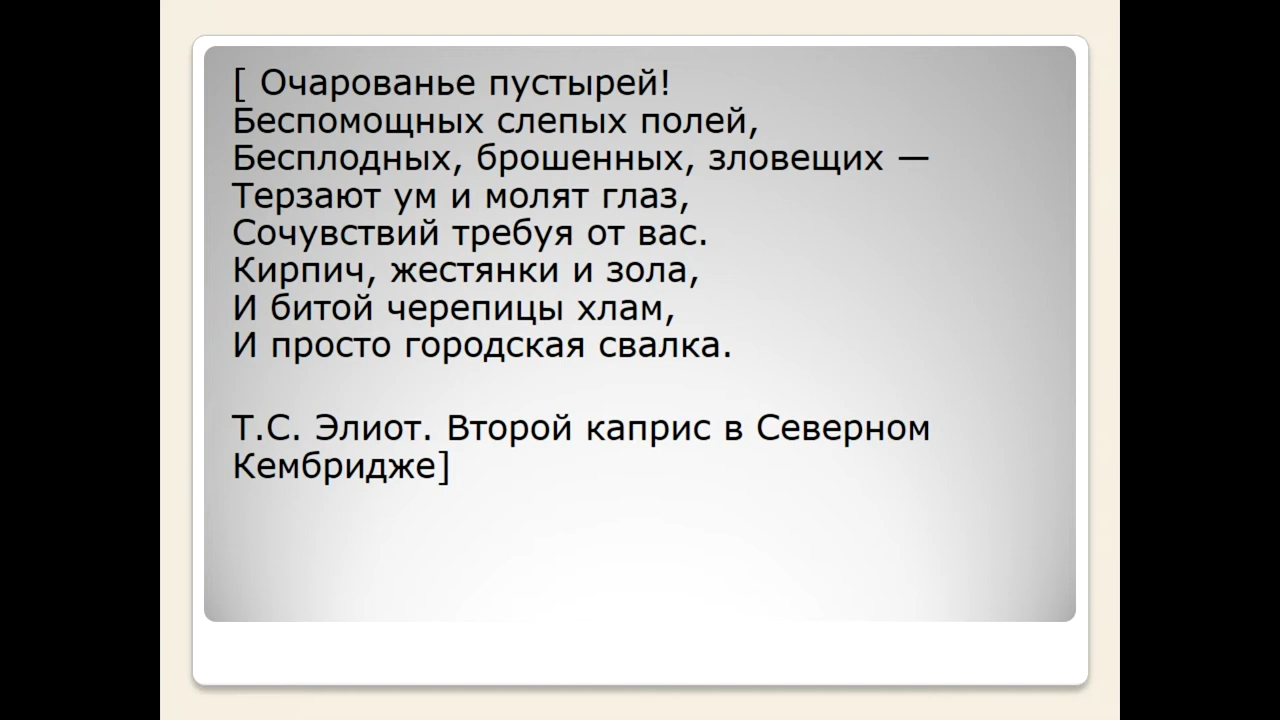 [ Очарованье пустырей!
Беспомощных слепых полей,
Бесплодных, брошенных, зловещих —
Терзают ум и молят глаз,
Сочувствий требуя от вас.
Кирпич, жестянки и зола,
И битой черепицы хлам,
И просто городская свалка.
Т.С. Элиот. Второй каприс в Северном
Кембридже]